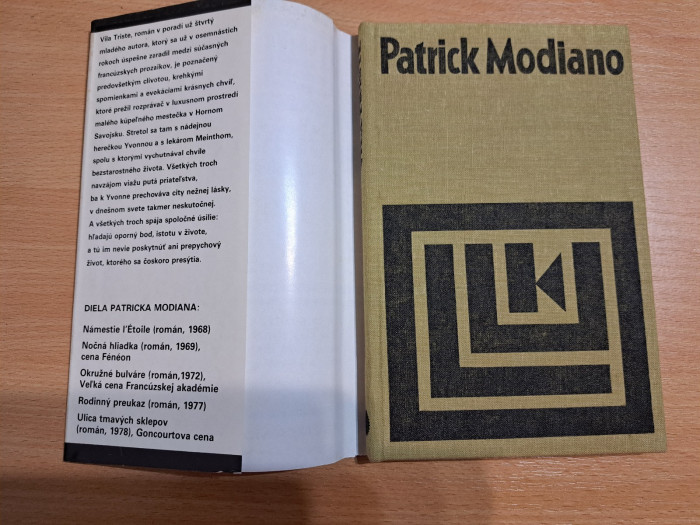 Vila Triste, román v poradí už štvrtý
mladého autora, ktorý sa už v osemnástich
rokoch úspešne zaradil medzi súčasných
francúzskych prozaikov, je poznačený
predovšetkým clivotou, krehkými
spomienkami a evokáciami krásnych chvíľ,
ktoré prežil rozprávač v luxusnom prostredí
malého kúpeľného mestečka v Hornom
Savojsku. Stretol sa tam s nádejnou
herečkou Yvonnou a s lekárom Meinthom,
spolu s ktorými vychutnával chvíle
bezstarostného života. Všetkých troch
navzájom viažu putá priateľstva,
ba k Yvonne prechováva city nežnej lásky,
v dnešnom svete takmer neskutočnej.
A všetkých troch spája spoločné úsilie:
hľadajú oporný bod, istotu v živote,
a tú im nevie poskytnúť ani prepychový
život, ktorého sa čoskoro presýtia.
DIELA PATRICKA MODIANA:
Námestie l'Étoile (román, 1968)
Nočná hliadka (román, 1969),
cena Fénéon
Okružné bulváre (román,1972),
Veľká cena Francúzskej akadémie
Rodinný preukaz (román, 1977)
Ulica tmavých sklepov
(román, 1978), Goncourtova cena
Patrick Modiano